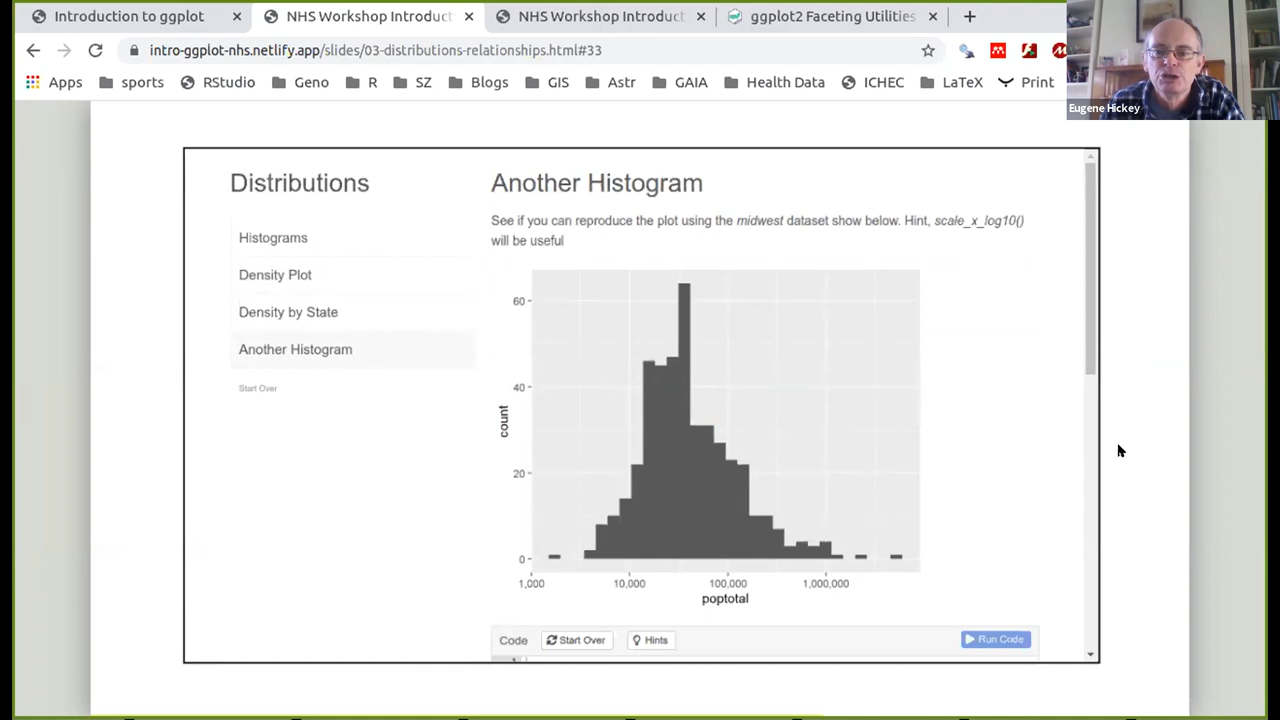 Introduction to ggplot
NHS Workshop Introduct
NHS Workshop Introduct
ggplot2 Faceting Utilities
intro-ggplot-nhs.netlify.app/slides/03-distributions-relationships.html#33
Apps
sports
RStudio
Geno
R
SZ
Blogs
GIS
Astr
GAIA
Health Data
ICHEC
LaTeX
Print
Eugene Hickey
Distributions
Histograms
Density Plot
Density by State
Another Histogram
Start Over
Another Histogram
See if you can reproduce the plot using the midwest dataset show below. Hint, scale_x_log10()
will be useful
60
40
20
0
count
1,000
10,000
100,000
1,000,000
poptotal
Code
Start Over
Hints
Run Code